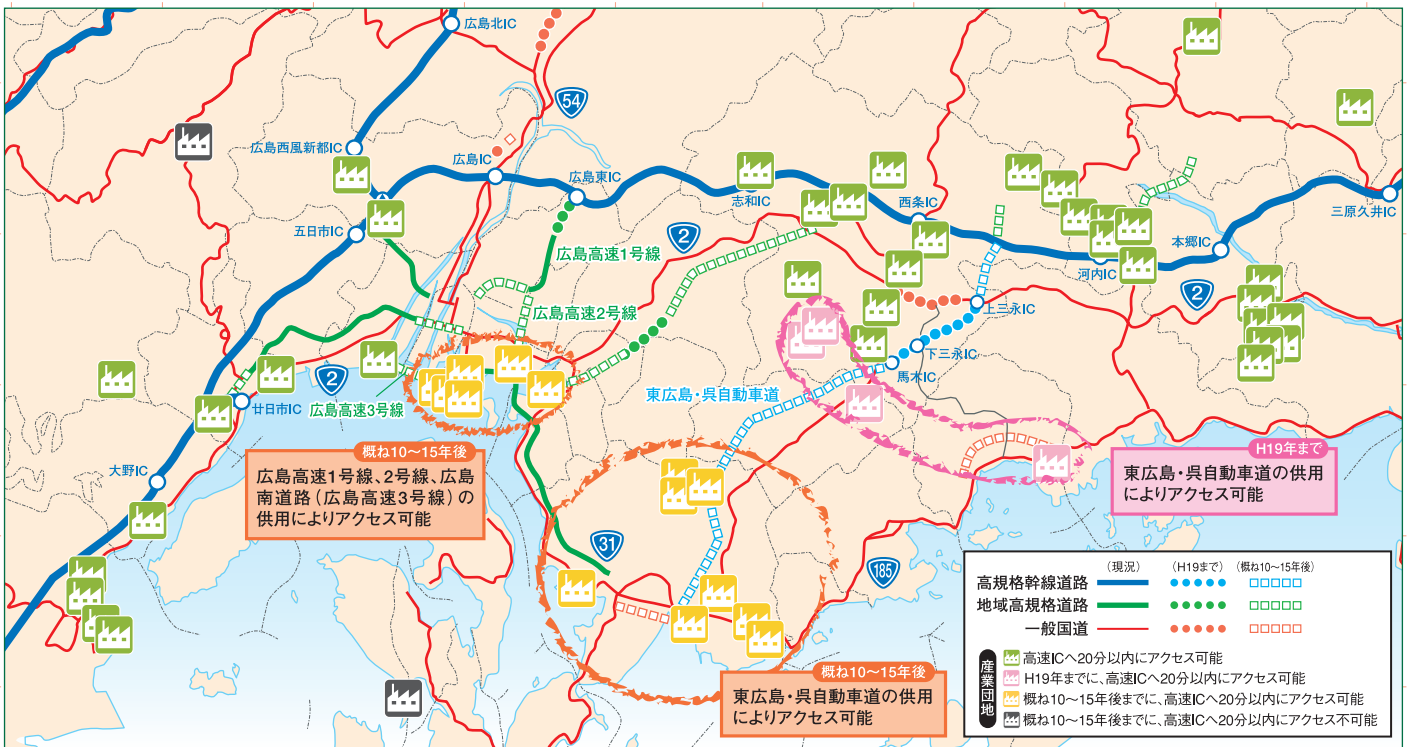 広島北IC
54
広島西風新都IC
広島IC
広島東IC
志和IC
西条IC
三原久井IC
五日市IC
2
本郷IC
広島高速1号線
河内IC
2
上三永IC
広島高速2号線
下三永IC
馬木IC
2
東広島・呉自動車道
廿日市IC
広島高速3号線
概ね10〜15年後
広島高速1号線、2号線、広島
南道路(広島高速3号線)の
供用によりアクセス可能
H19年まで
東広島・呉自動車道の供用
によりアクセス可能
大野IC
31
185
概ね10〜15年後
東広島・呉自動車道の供用
によりアクセス可能
(現況) (H19まで) (概ね10〜15年後)
高規格幹線道路
地域高規格道路
一般国道
産業団地
高速ICへ20分以内にアクセス可能
H19年までに、高速ICへ20分以内にアクセス可能
概ね10〜15年後までに、高速ICへ20分以内にアクセス可能
概ね10〜15年後までに、高速ICへ20分以内にアクセス不可能